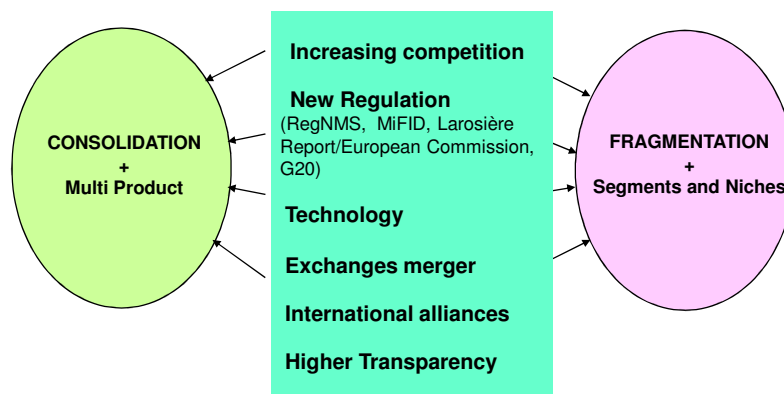 CONSOLIDATION
+
Multi Product
Increasing competition
New Regulation
(RegNMS, MiFID, Larosière
Report/European Commission,
G20)
Technology
Exchanges merger
International alliances
Higher Transparency
FRAGMENTATION
+
Segments and Niches